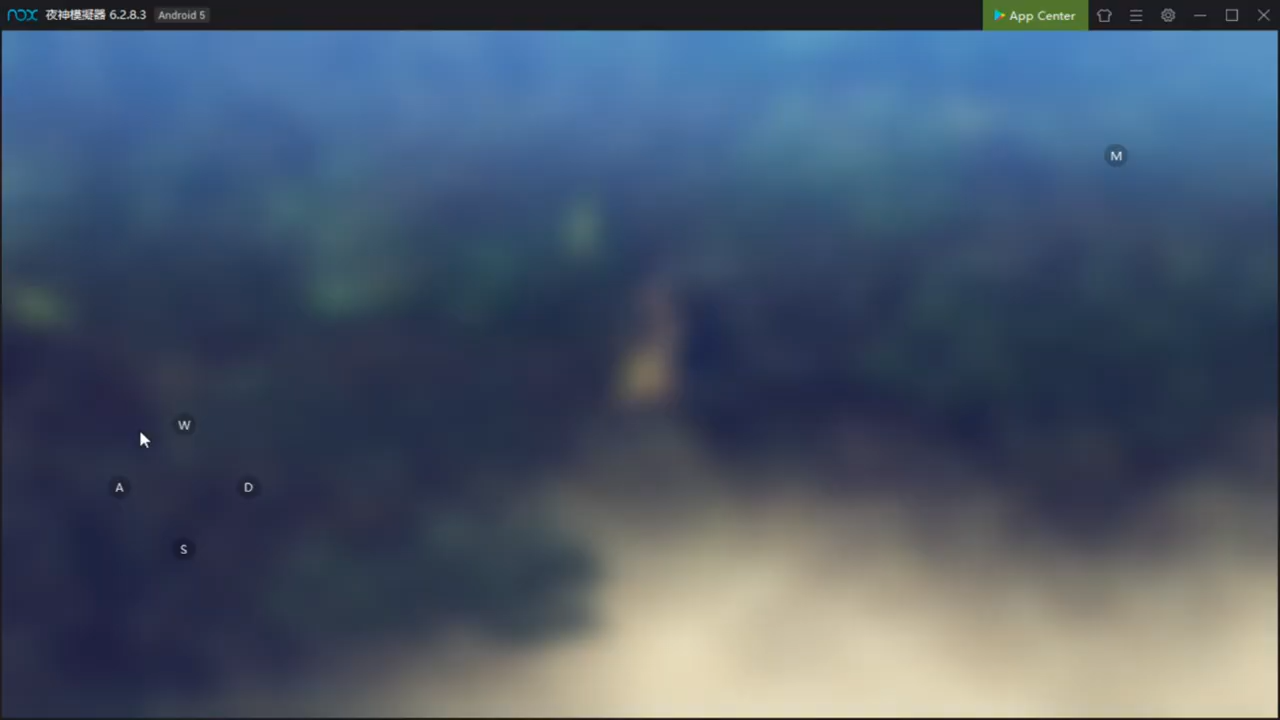 nox 夜神模擬器 6.2.8.3 Android 5 App Center
M
W
A D
S